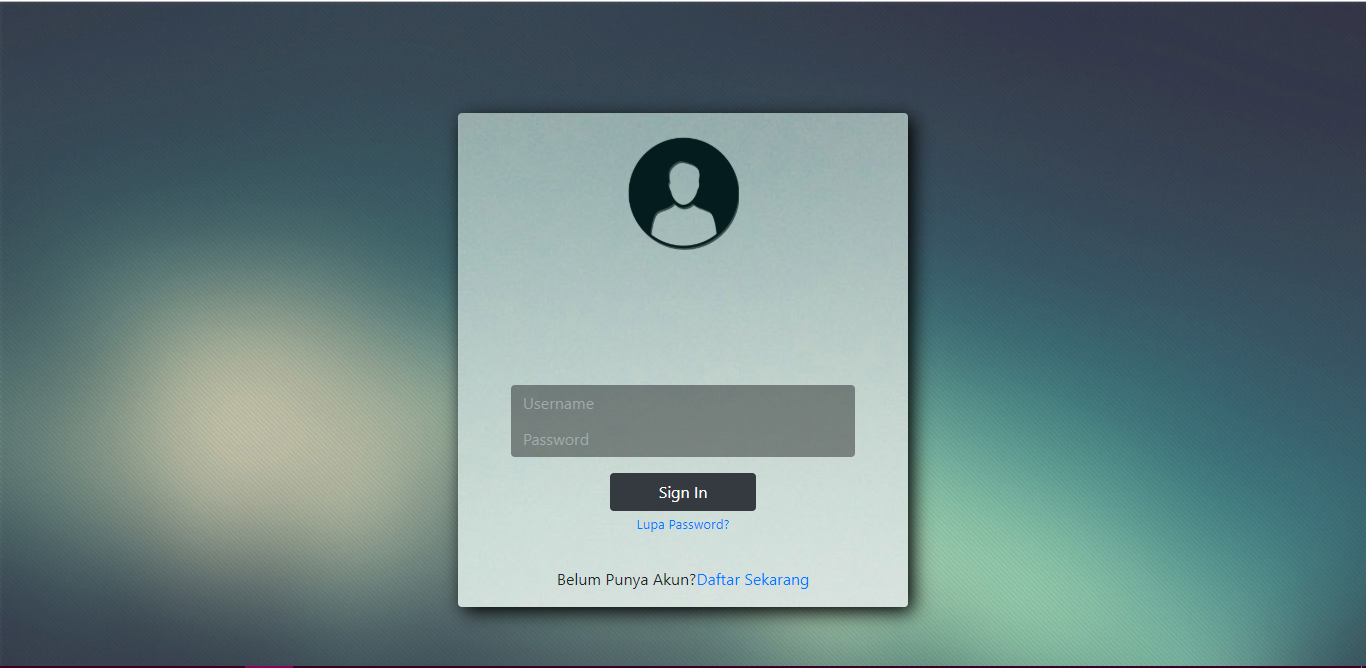 Username
Password
Sign In
Lupa Password?
Belum Punya Akun?Daftar Sekarang